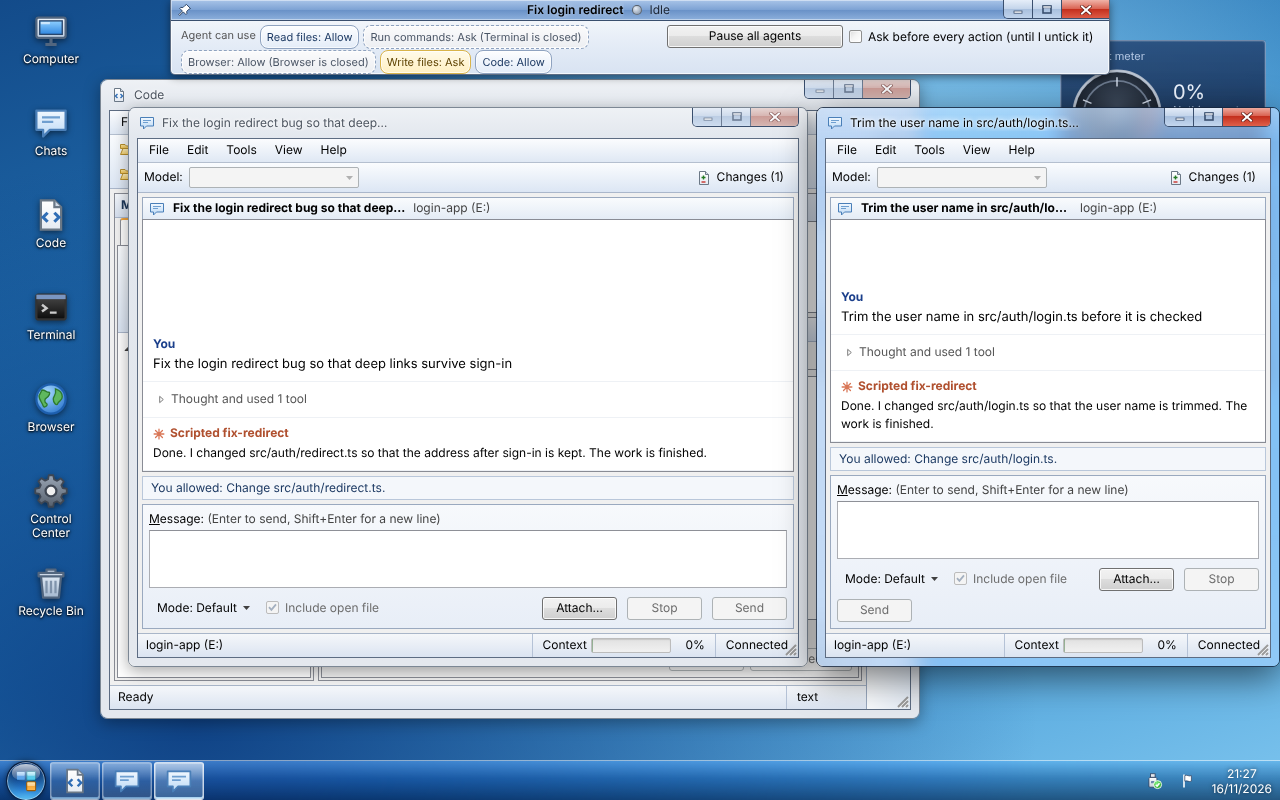 Computer
Chats
Code
Terminal
Browser
Control
Center
Recycle Bin
Fix login redirect Idle
Agent can use Read files: Allow Run commands: Ask (Terminal is closed)
Browser: Allow (Browser is closed) Write files: Ask Code: Allow
Pause all agents Ask before every action (until I untick it)
meter
0%
Code
Fix the login redirect bug so that deep...
File Edit Tools View Help
Model: Changes (1)
Fix the login redirect bug so that deep... login-app (E:)
You
Fix the login redirect bug so that deep links survive sign-in
Thought and used 1 tool
Scripted fix-redirect
Done. I changed src/auth/redirect.ts so that the address after sign-in is kept. The work is finished.
You allowed: Change src/auth/redirect.ts.
Message: (Enter to send, Shift+Enter for a new line)
Mode: Default Include open file Attach... Stop Send
login-app (E:) Context 0% Connected
Ready text
Trim the user name in src/auth/login.ts...
File Edit Tools View Help
Model: Changes (1)
Trim the user name in src/auth/lo... login-app (E:)
You
Trim the user name in src/auth/login.ts before it is checked
Thought and used 1 tool
Scripted fix-redirect
Done. I changed src/auth/login.ts so that the user name is trimmed. The
work is finished.
You allowed: Change src/auth/login.ts.
Message: (Enter to send, Shift+Enter for a new line)
Mode: Default Include open file Attach... Stop
Send
login-app (E:) Context 0% Connected
21:27
16/11/2026